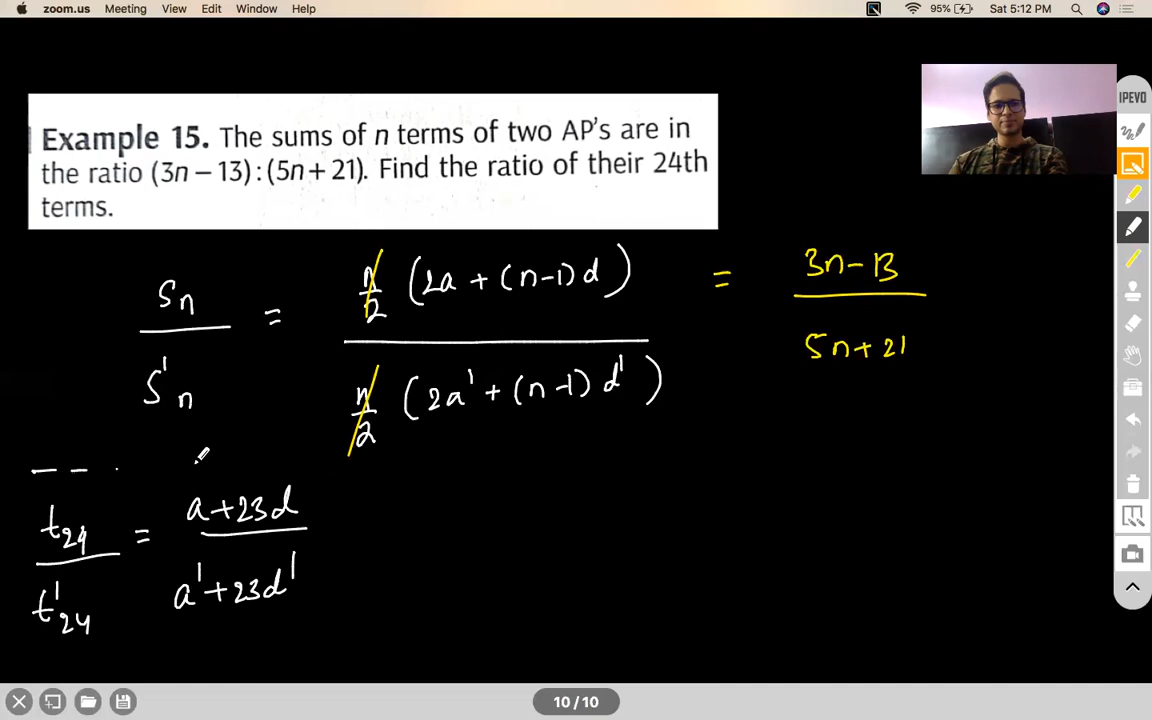 zoom.us Meeting View Edit Window Help 95% Sat 5:12 PM
IPEVO
Example 15. The sums of n terms of two AP's are in
the ratio (3n – 13) : (5n + 21). Find the ratio of their 24th
terms.
Sn / S'n = n/2 (2a + (n-1)d) / n/2 (2a' + (n-1)d') = 3n-13 / 5n+21
t24 / t'24 = a+23d / a'+23d'
10 / 10